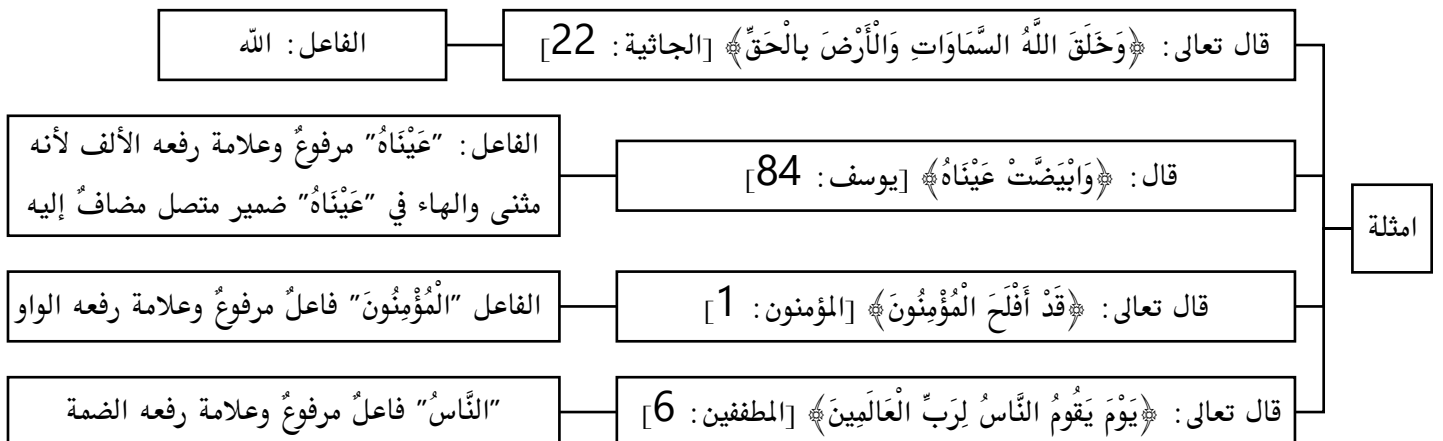 امثلة
قال تعالى: ﴿وَخَلَقَ اللَّهُ السَّمَاوَاتِ وَالْأَرْضَ بِالْحَقِّ﴾ [الجاثية: 22]
الفاعل: الله
قال: ﴿وَابْيَضَّتْ عَيْنَاهُ﴾ [يوسف: 84]
الفاعل: "عَيْنَاهُ" مرفوعٌ وعلامة رفعه الألف لأنه
مثنى والهاء في "عَيْنَاهُ" ضمير متصل مضافٌ إليه
قال تعالى: ﴿قَدْ أَفْلَحَ الْمُؤْمِنُونَ﴾ [المؤمنون: 1]
الفاعل "الْمُؤْمِنُونَ" فاعلٌ مرفوعٌ وعلامة رفعه الواو
قال تعالى: ﴿يَوْمَ يَقُومُ النَّاسُ لِرَبِّ الْعَالَمِينَ﴾ [المطففين: 6]
"النَّاسُ" فاعلٌ مرفوعٌ وعلامة رفعه الضمة